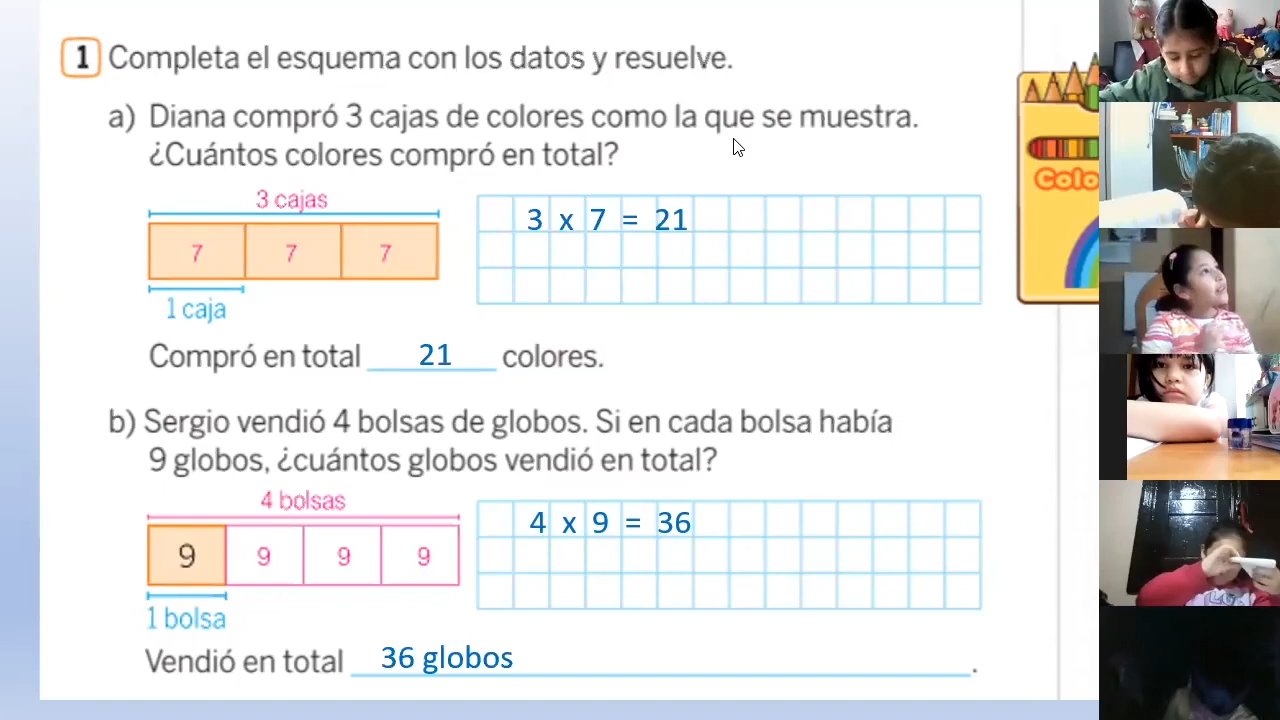 1 Completa el esquema con los datos y resuelve.
a) Diana compró 3 cajas de colores como la que se muestra.
¿Cuántos colores compró en total?
3 cajas
7 7 7
1 caja
3 x 7 = 21
Colo
Compró en total 21 colores.
b) Sergio vendió 4 bolsas de globos. Si en cada bolsa había
9 globos, ¿cuántos globos vendió en total?
4 bolsas
9 9 9 9
1 bolsa
4 x 9 = 36
Vendió en total 36 globos.